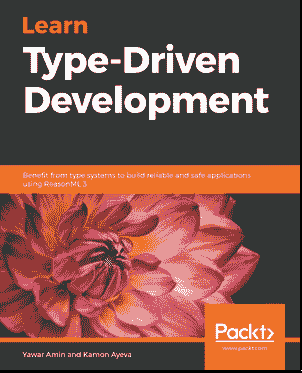 Learn
Type-Driven
Development
Benefit from type systems to build reliable and safe applications
using ReasonML 3
Packt>
www.packt.com
Yawar Amin and Kamon Ayeva